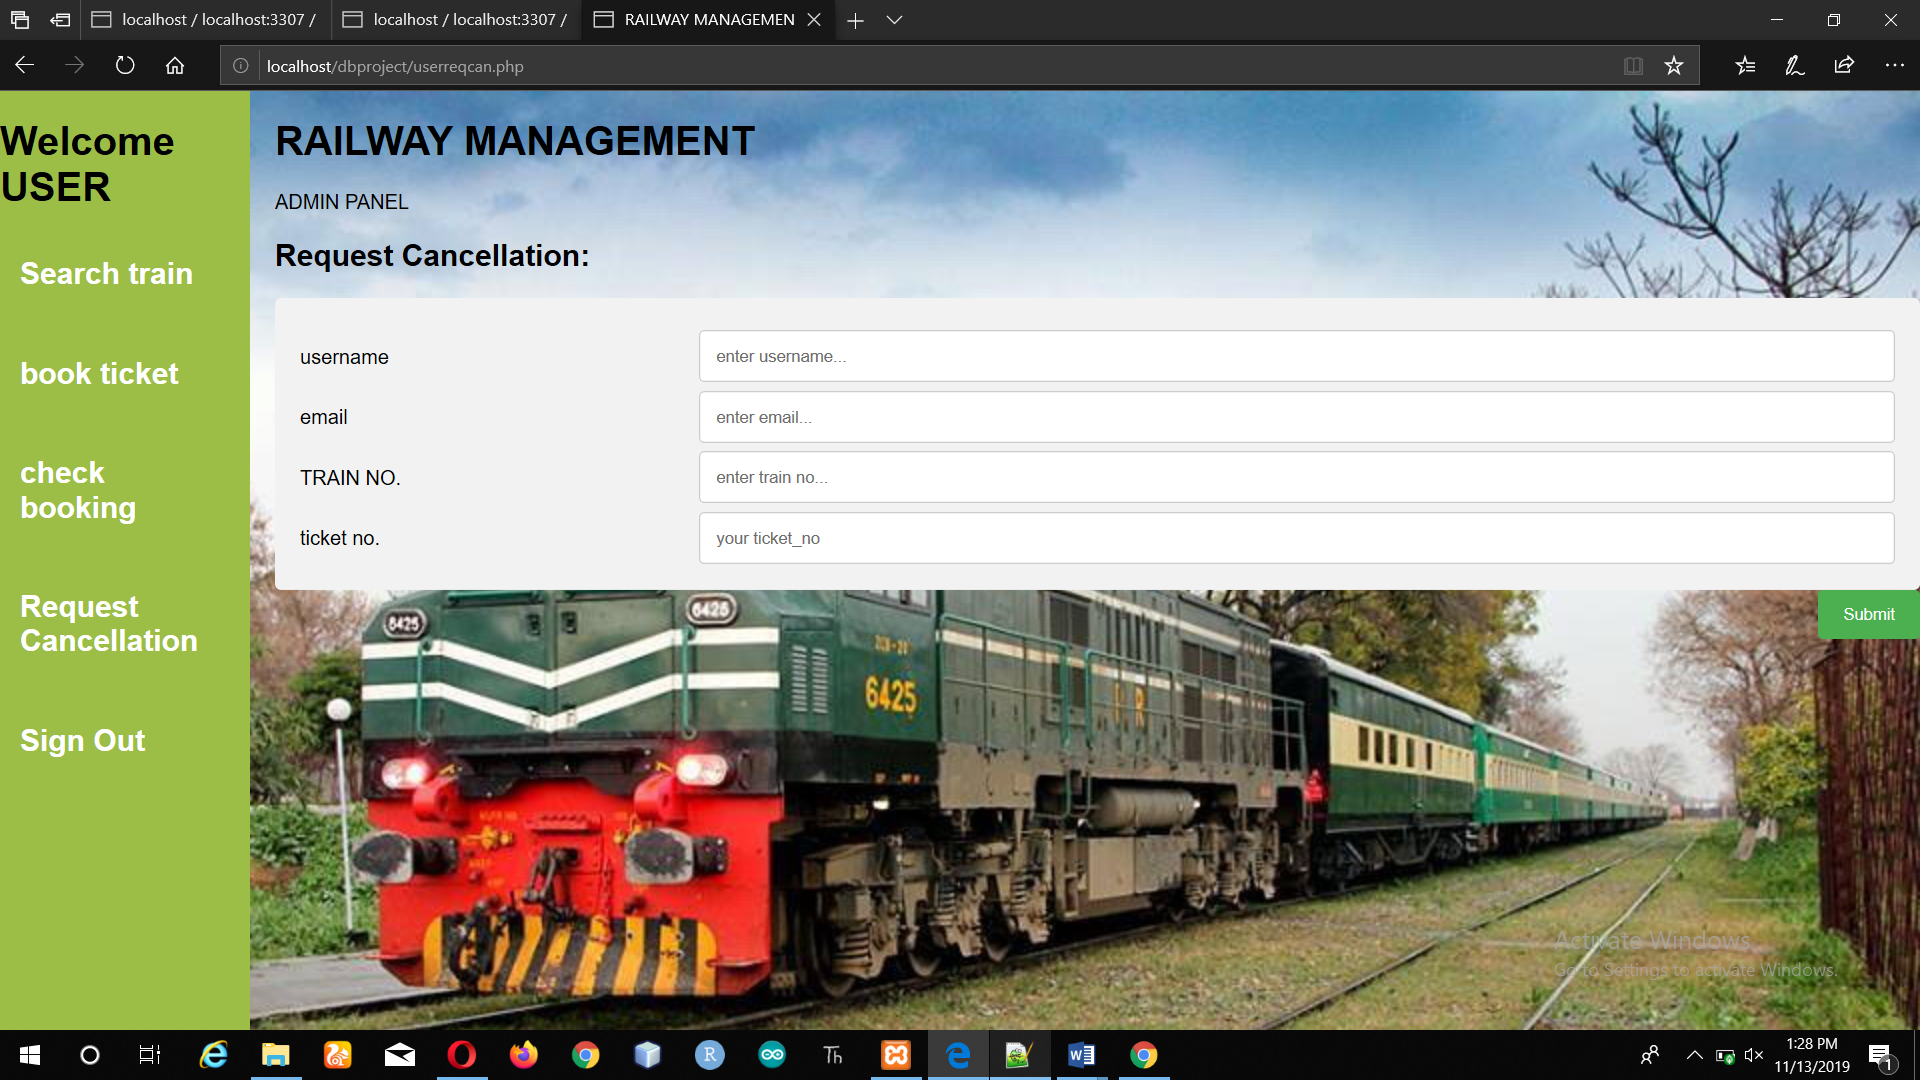 localhost / localhost:3307 /
localhost / localhost:3307 /
RAILWAY MANAGEMEN
localhost/dbproject/userreqcan.php
Welcome
USER
Search train
book ticket
check
booking
Request
Cancellation
Sign Out
RAILWAY MANAGEMENT
ADMIN PANEL
Request Cancellation:
username
enter username...
email
enter email...
TRAIN NO.
enter train no...
ticket no.
your ticket_no
Submit
6425
6425
6425
Activate Windows
Go to Settings to activate Windows.
R
Th
1:28 PM
11/13/2019
1